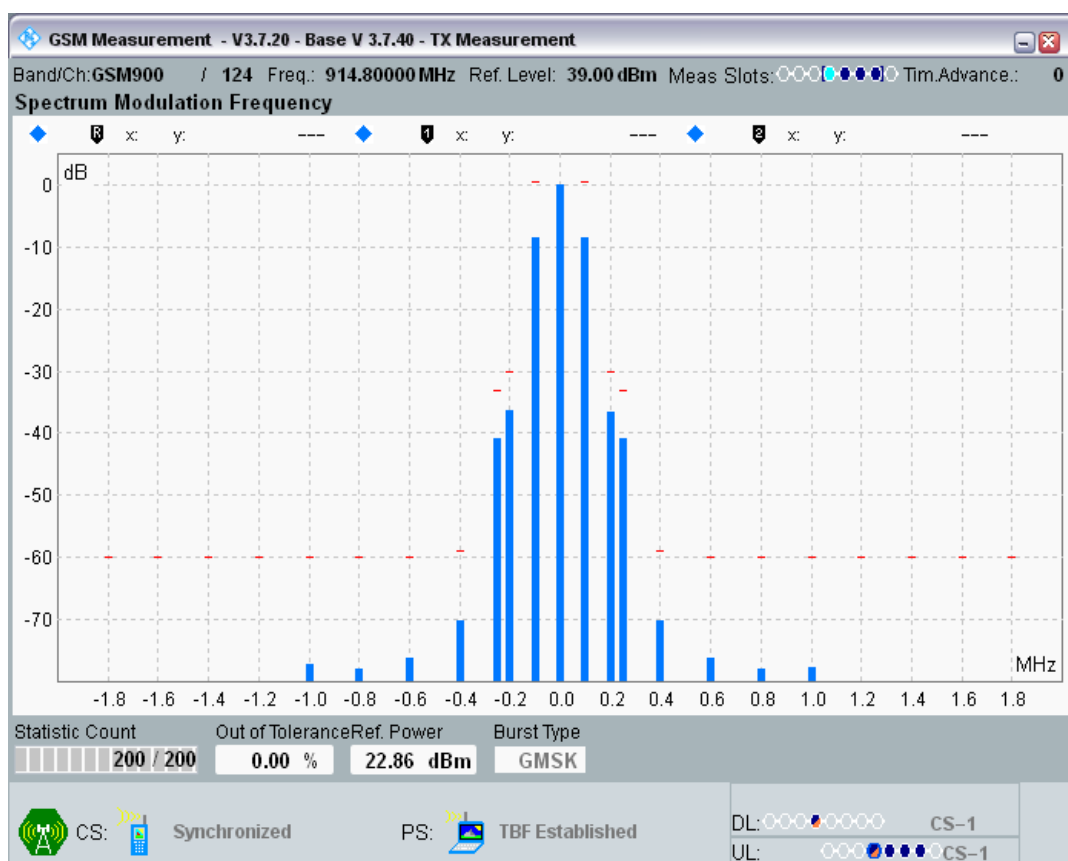 GSM Measurement - V3.7.20 - Base V 3.7.40 - TX Measurement
Band/Ch:GSM900 / 124 Freq.: 914.80000 MHz Ref. Level: 39.00 dBm Meas Slots: Tim.Advance.: 0
Spectrum Modulation Frequency
R x: y: --- 1 x: y: --- 2 x: y: ---
dB
0
-10
-20
-30
-40
-50
-60
-70
MHz
-1.8 -1.6 -1.4 -1.2 -1.0 -0.8 -0.6 -0.4 -0.2 0.0 0.2 0.4 0.6 0.8 1.0 1.2 1.4 1.6 1.8
Statistic Count Out of Tolerance Ref. Power Burst Type
200 / 200 0.00 % 22.86 dBm GMSK
CS: Synchronized PS: TBF Established DL: CS-1
UL: CS-1